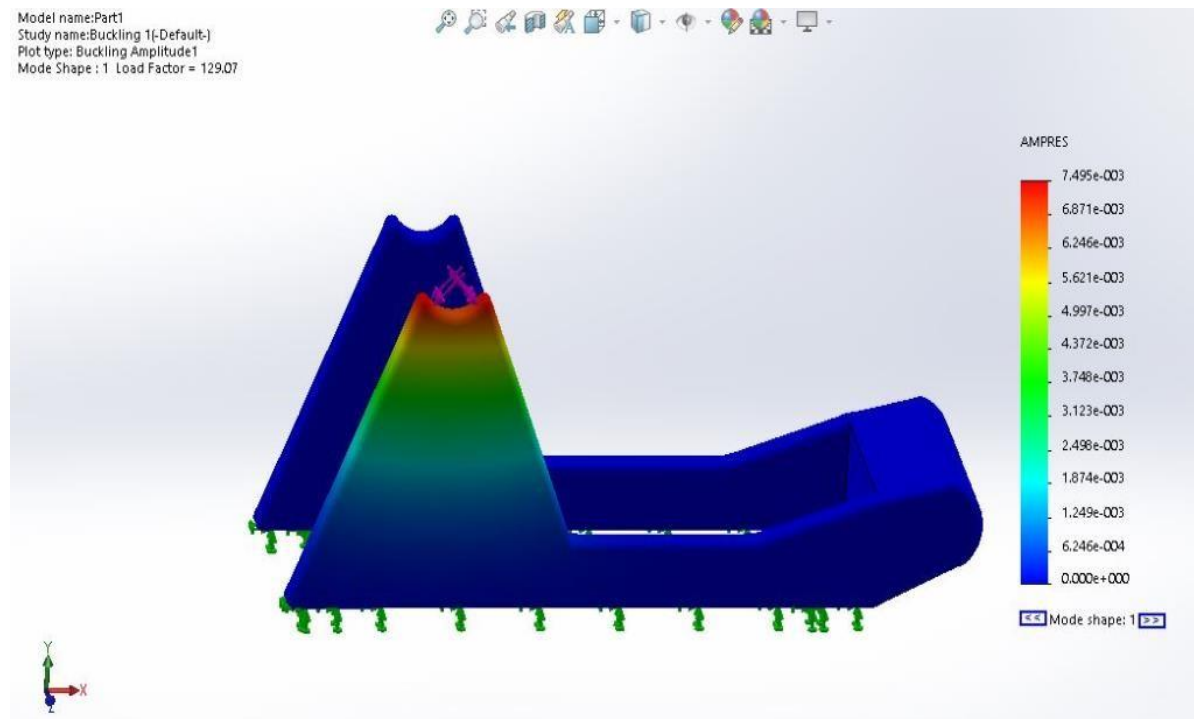 Model name:Part1
Study name:Buckling 1(-Default-)
Plot type: Buckling Amplitude1
Mode Shape : 1 Load Factor = 129.07
AMPRES
7.495e-003
6.871e-003
6.246e-003
5.621e-003
4.997e-003
4.372e-003
3.748e-003
3.123e-003
2.498e-003
1.874e-003
1.249e-003
6.246e-004
0.000e+000
<< Mode shape: 1 >>
Y
X
Z